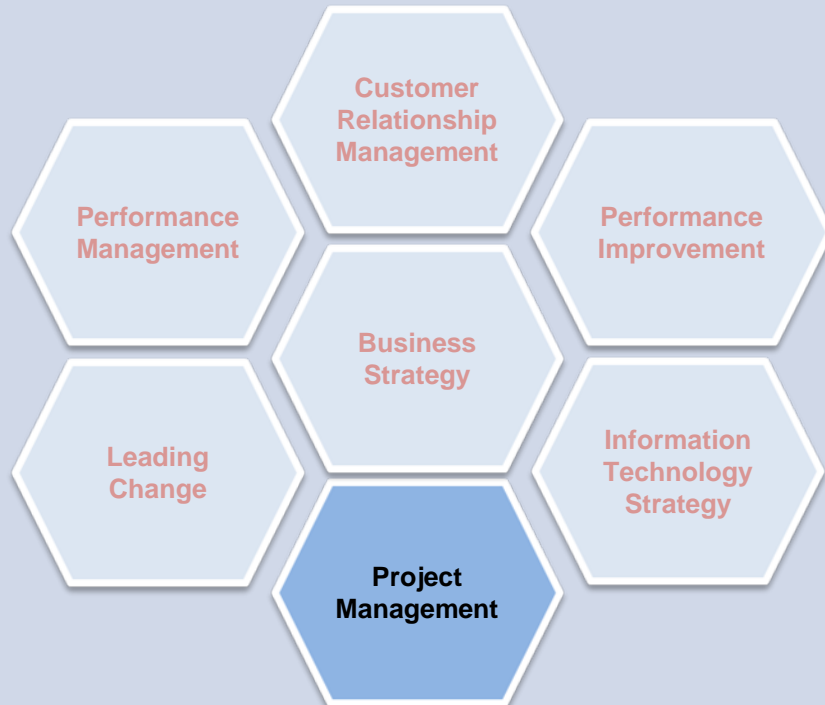 Customer
Relationship
Management
Performance
Management
Performance
Improvement
Business
Strategy
Leading
Change
Information
Technology
Strategy
Project
Management